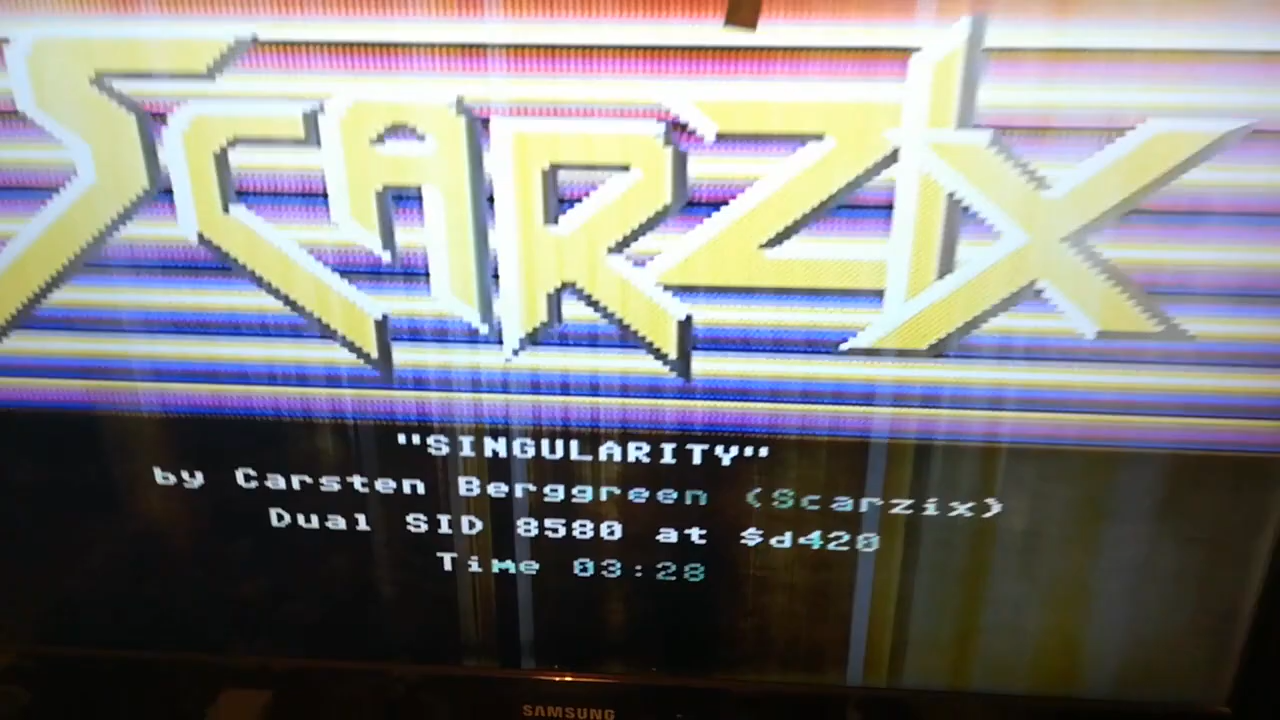 SCARZIX
"SINGULARITY"
by Carsten Berggreen (Scarzix)
Dual SID 8580 at $d420
Time 03:28
SAMSUNG